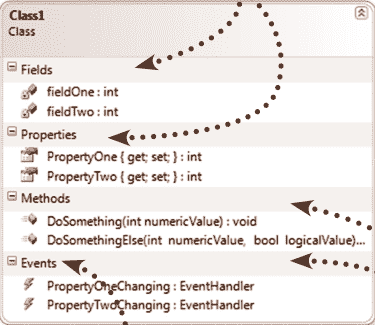 Class1
Class
Fields
fieldOne : int
fieldTwo : int
Properties
PropertyOne { get; set; } : int
PropertyTwo { get; set; } : int
Methods
DoSomething(int numericValue) : void
DoSomethingElse(int numericValue, bool logicalValue)...
Events
PropertyOneChanging : EventHandler
PropertyTwoChanging : EventHandler